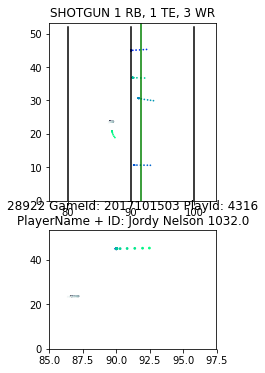 SHOTGUN 1 RB, 1 TE, 3 WR
50
40
30
20
10
0
80 90 100
28922 GameId: 2017101503 PlayId: 4316
PlayerName + ID: Jordy Nelson 1032.0
40
20
0
85.0 87.5 90.0 92.5 95.0 97.5